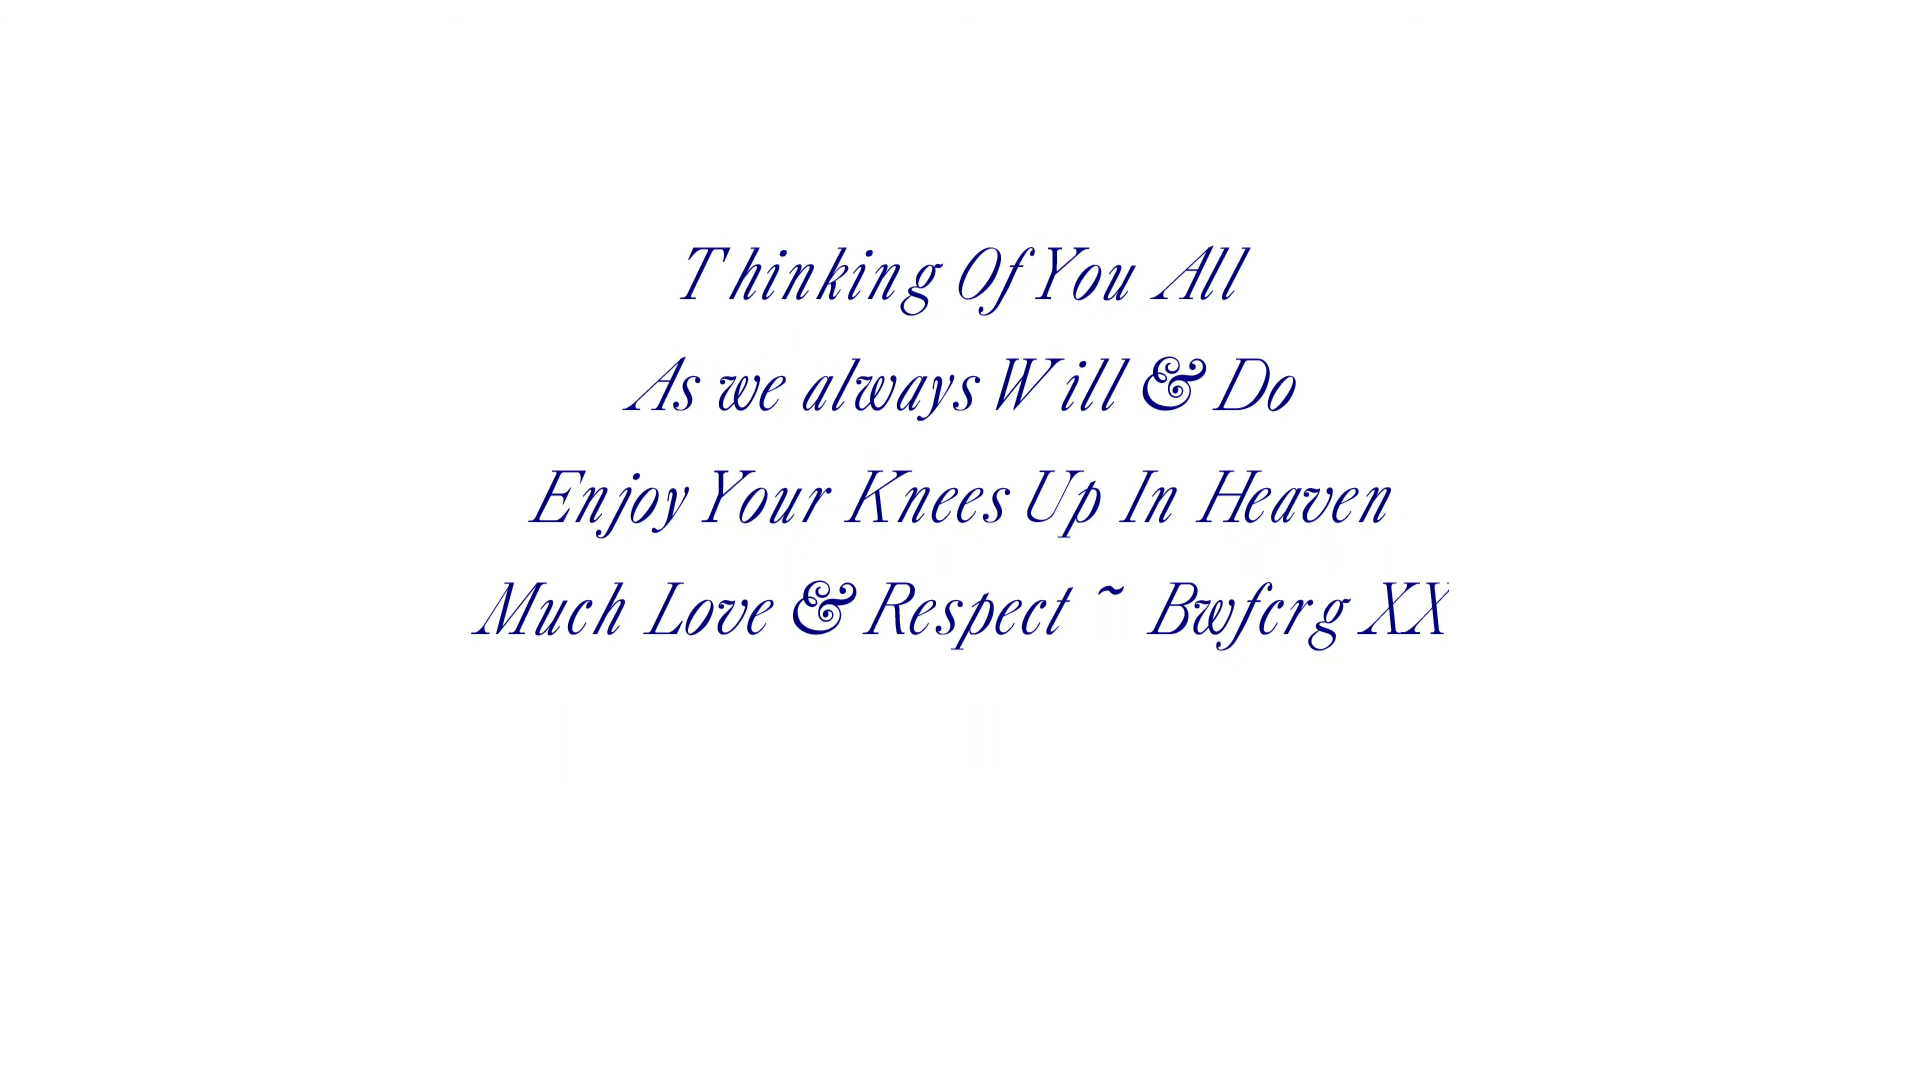 Thinking Of You All
As we always Will & Do
Enjoy Your Knees Up In Heaven
Much Love & Respect ~ Bwfcrg XX